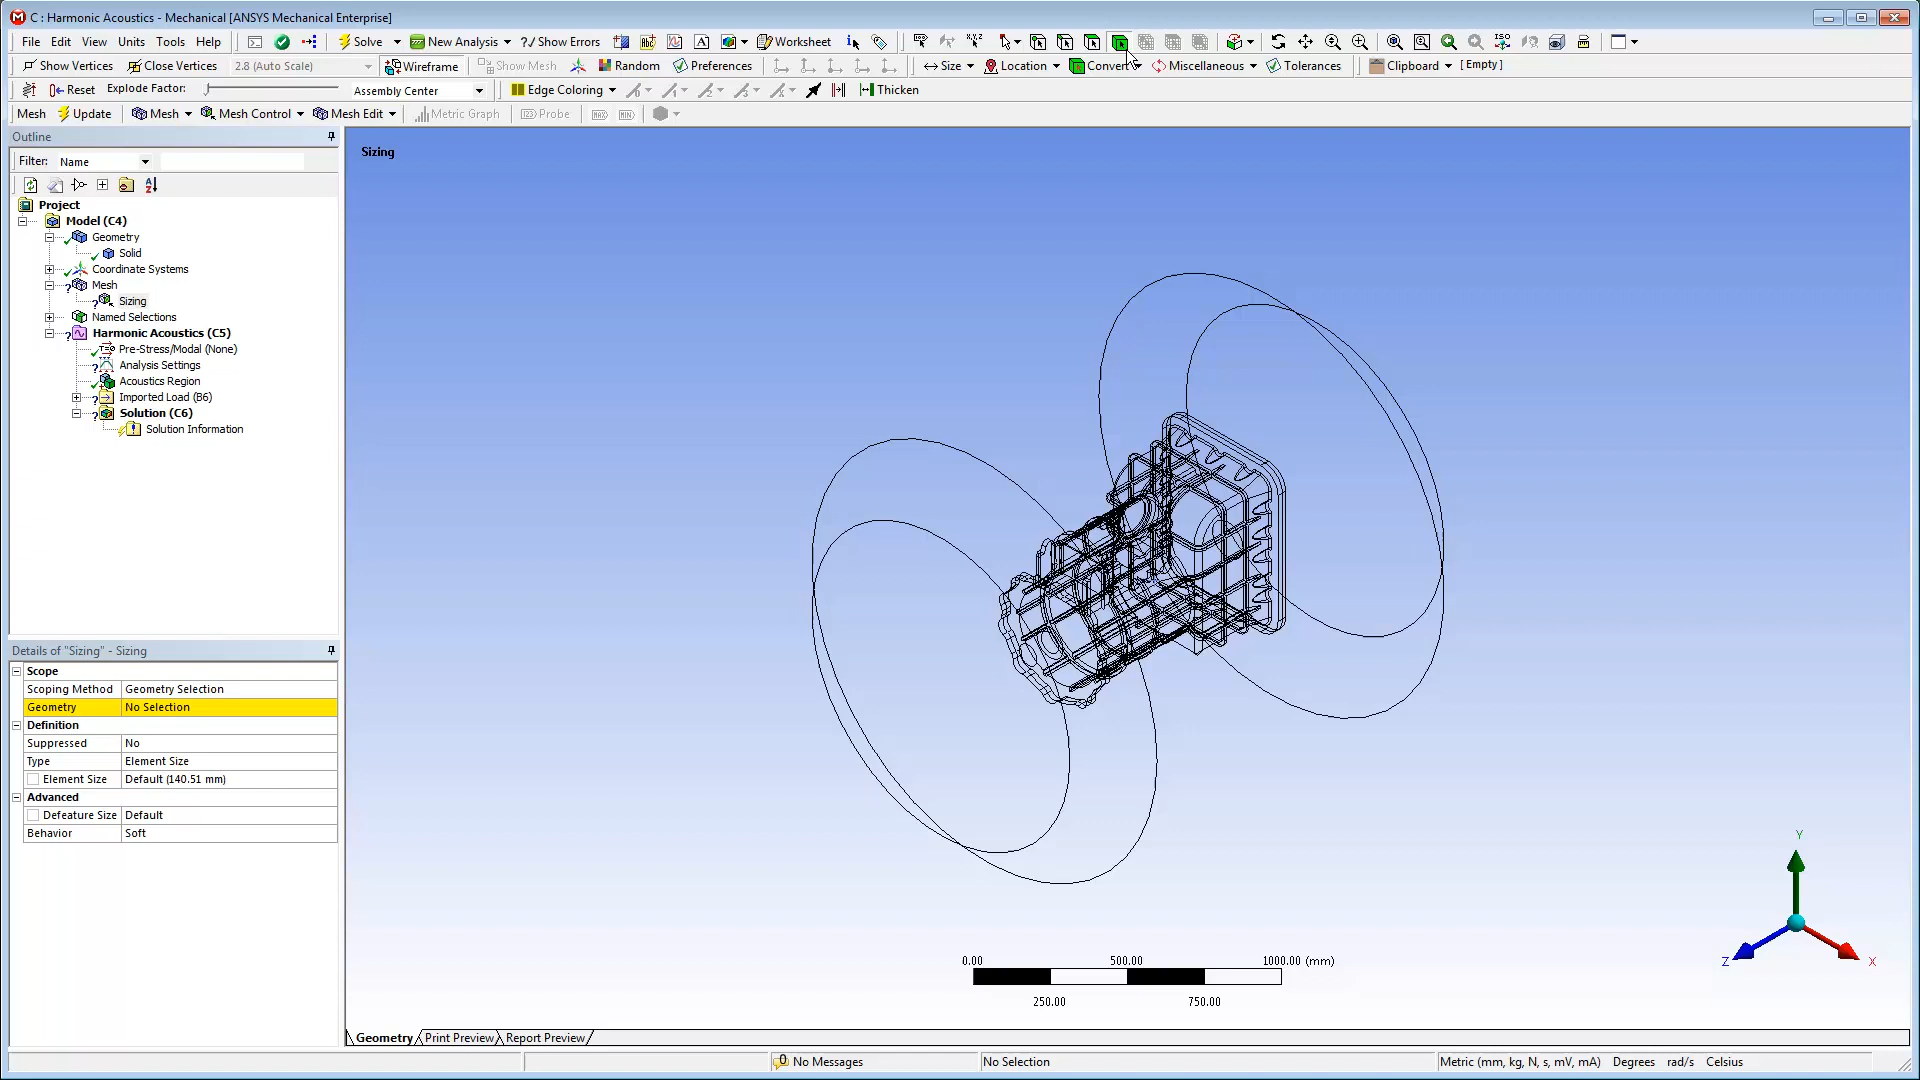 C : Harmonic Acoustics - Mechanical [ANSYS Mechanical Enterprise]
File Edit View Units Tools Help Solve New Analysis ?/ Show Errors Worksheet
Show Vertices Close Vertices 2.8 (Auto Scale) Wireframe Show Mesh Random Preferences Size Location Convert Miscellaneous Tolerances Clipboard [ Empty ]
Reset Explode Factor: Assembly Center Edge Coloring Thicken
Mesh Update Mesh Mesh Control Mesh Edit Metric Graph Probe MAX MIN
Outline
Filter: Name
Project
Model (C4)
Geometry
Solid
Coordinate Systems
Mesh
Sizing
Named Selections
Harmonic Acoustics (C5)
Pre-Stress/Modal (None)
Analysis Settings
Acoustics Region
Imported Load (B6)
Solution (C6)
Solution Information
Details of "Sizing" - Sizing
Scope
Scoping Method Geometry Selection
Geometry No Selection
Definition
Suppressed No
Type Element Size
Element Size Default (140.51 mm)
Advanced
Defeature Size Default
Behavior Soft
Sizing
0.00 500.00 1000.00 (mm)
250.00 750.00
Y
Z X
Geometry Print Preview Report Preview
0 No Messages No Selection Metric (mm, kg, N, s, mV, mA) Degrees rad/s Celsius